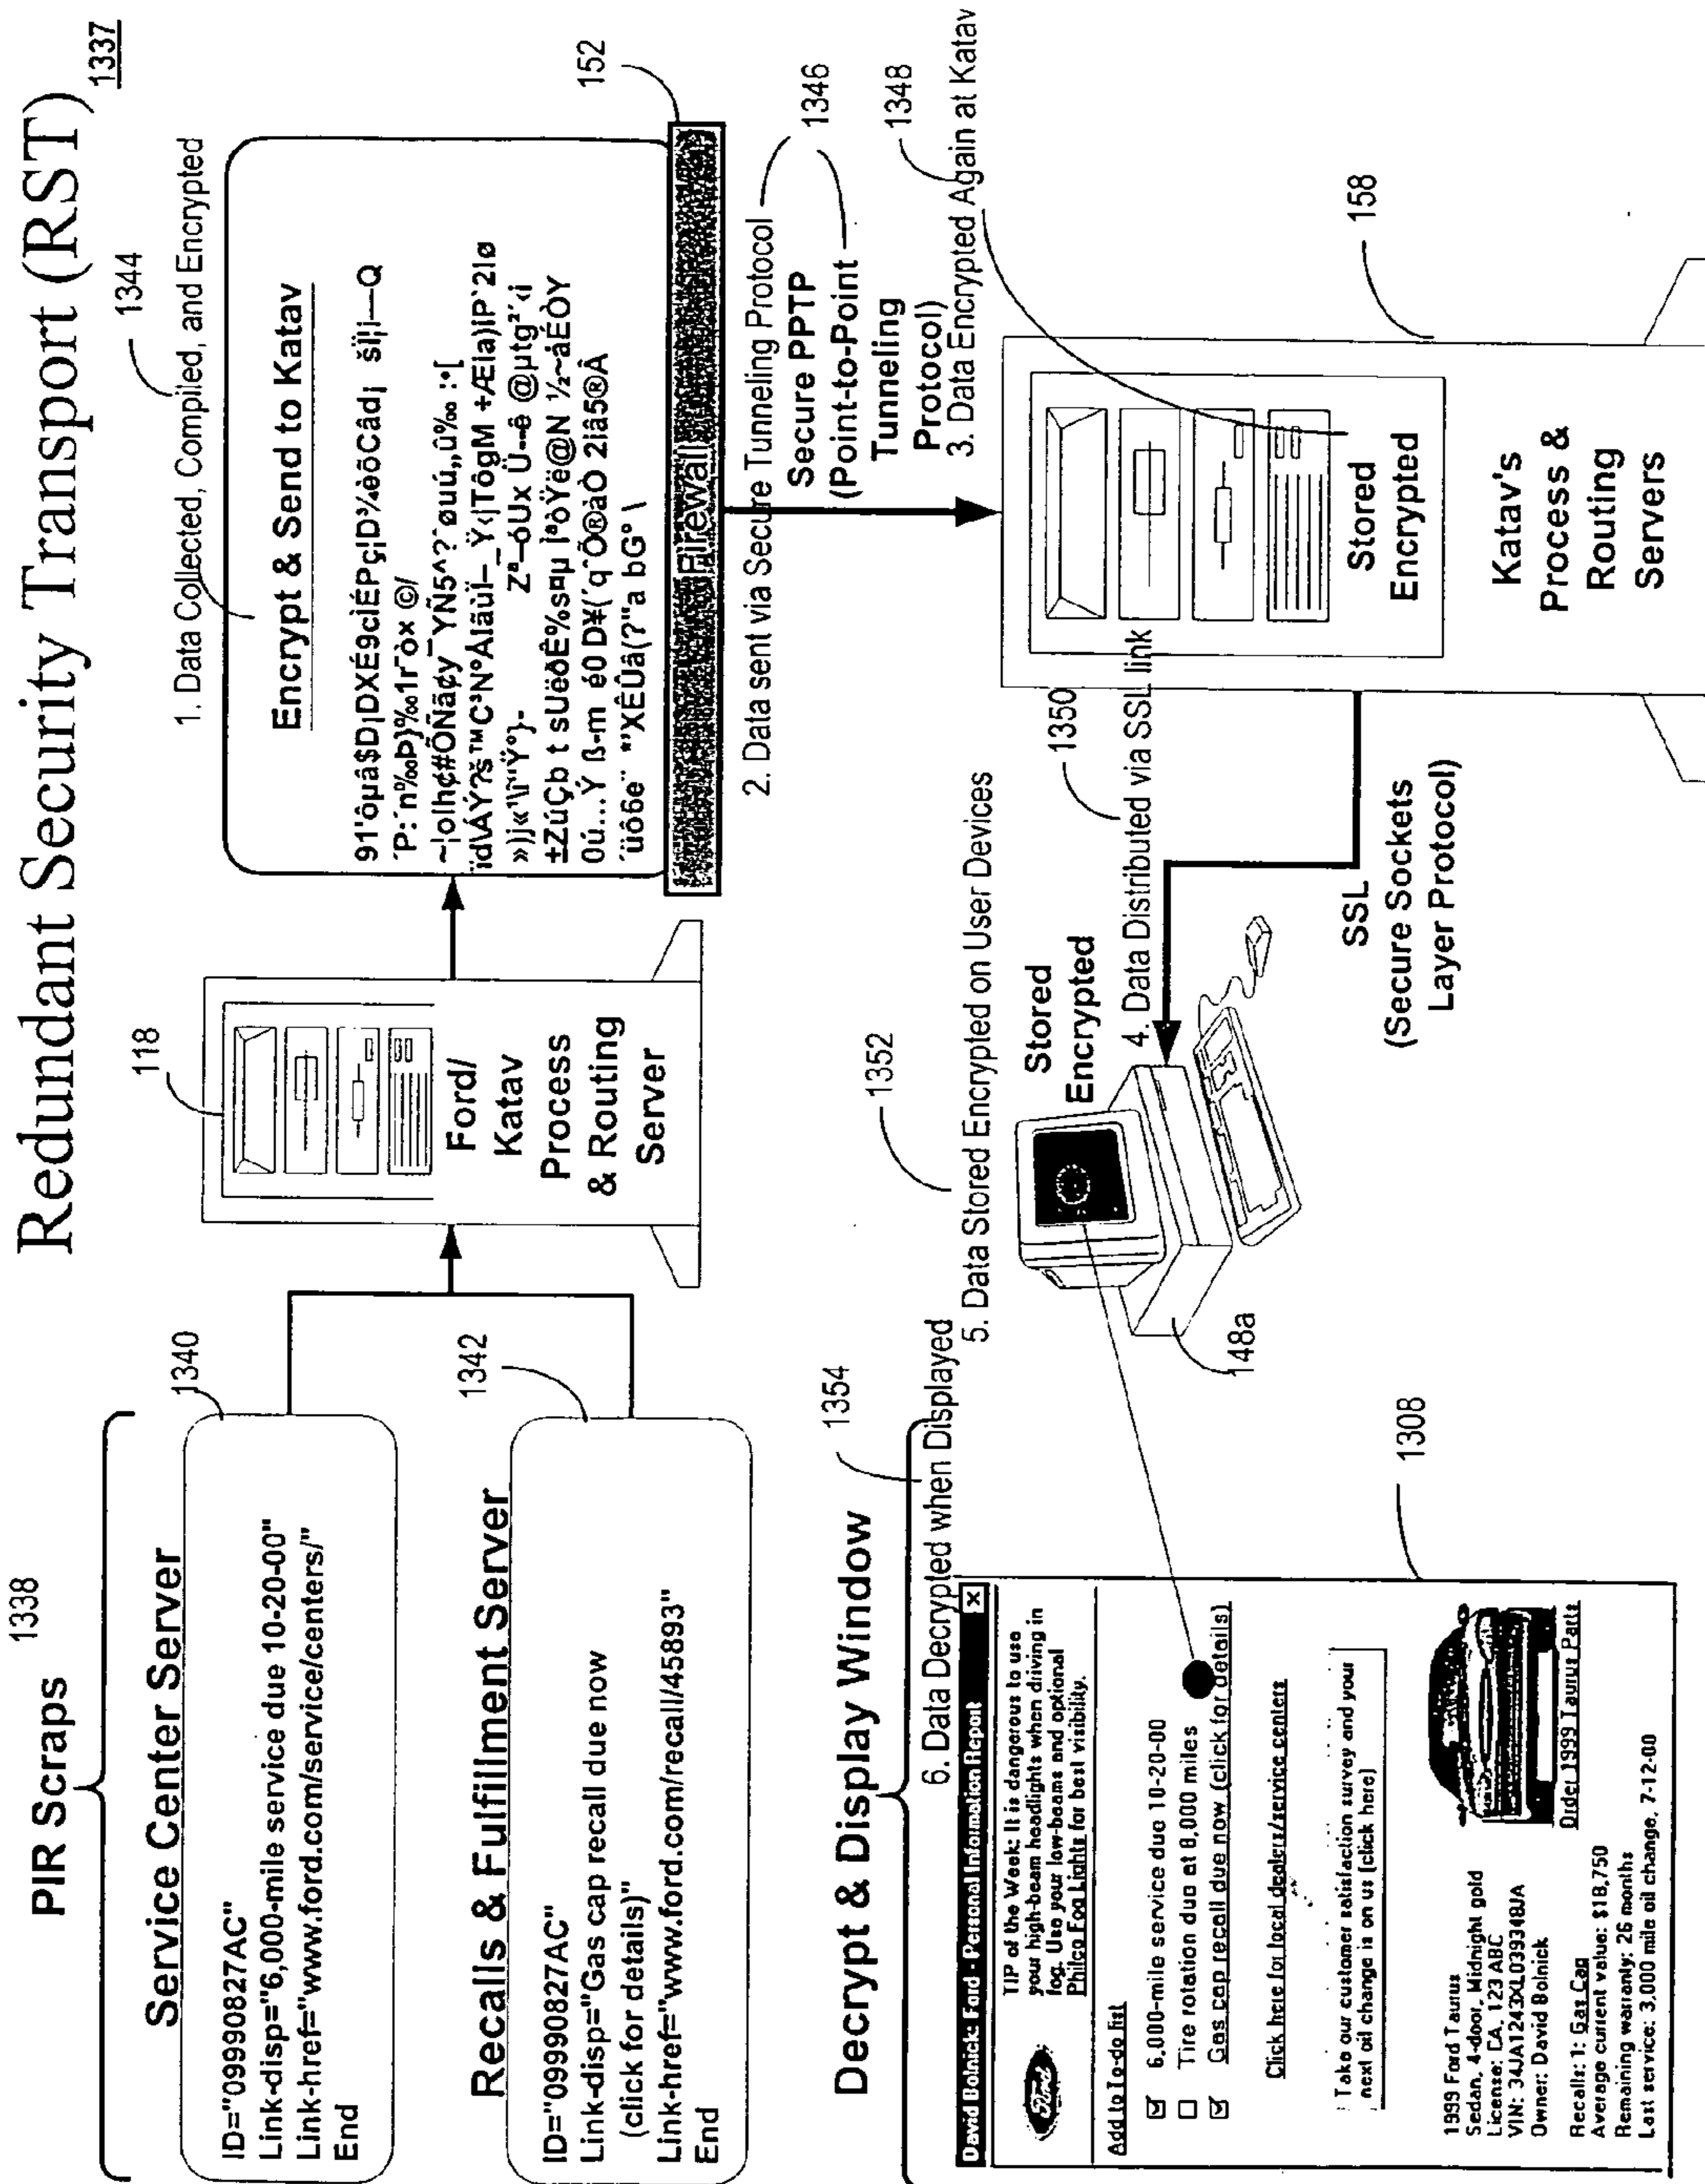 Redundant Security Transport (RST)
1337
PIR Scraps
1338
Service Center Server
1340
ID="09990827AC"
Link-disp="6,000-mile service due 10-20-00"
Link-href="www.ford.com/service/centers/"
End
Recalls & Fulfillment Server
1342
ID="09990827AC"
Link-disp="Gas cap recall due now
(click for details)"
Link-href="www.ford.com/recall/45893"
End
118
Ford/
Katav
Process
& Routing
Server
1344
1. Data Collected, Compiled, and Encrypted
Encrypt & Send to Katav
Firewall
152
2. Data sent via Secure Tunneling Protocol
1346
Secure PPTP
(Point-to-Point
Tunneling
Protocol)
1348
3. Data Encrypted Again at Katav
Stored
Encrypted
Katav's
Process &
Routing
Servers
158
1350
4. Data Distributed via SSL link
SSL
(Secure Sockets
Layer Protocol)
1352
5. Data Stored Encrypted on User Devices
Stored
Encrypted
148a
1354
6. Data Decrypted when Displayed
Decrypt & Display Window
1308
David Bolnick: Ford - Personal Information Report
Ford
TIP of the Week: It is dangerous to use
your high-beam headlights when driving in
fog. Use your low-beams and optional
Philco Fog Lights for best visibility.
Add to To-do list
6,000-mile service due 10-20-00
Tire rotation due at 8,000 miles
Gas cap recall due now (click for details)
Click here for local dealers/service centers
Take our customer satisfaction survey and your
next oil change is on us (click here)
1999 Ford Taurus
Sedan, 4-door, Midnight gold
License: CA, 123 ABC
VIN: 34JA1243XL039348JA
Owner: David Bolnick
Order 1999 Taurus Parts
Recalls: 1: Gas Cap
Average current value: $18,750
Remaining warranty: 26 months
Last service: 3,000 mile oil change, 7-12-00